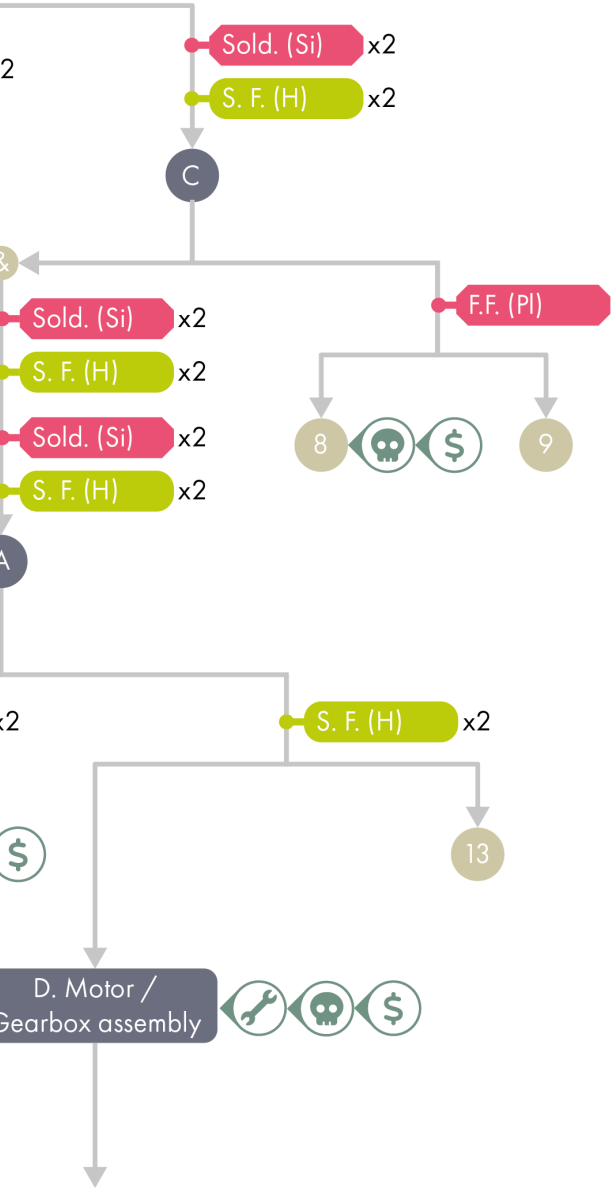 Sold. (Si) x2
2
S. F. (H) x2
C
&
F.F. (Pl)
Sold. (Si) x2
S. F. (H) x2
Sold. (Si) x2
8 $ 9
S. F. (H) x2
A
x2
S. F. (H) x2
$
13
D. Motor /
Gearbox assembly
$